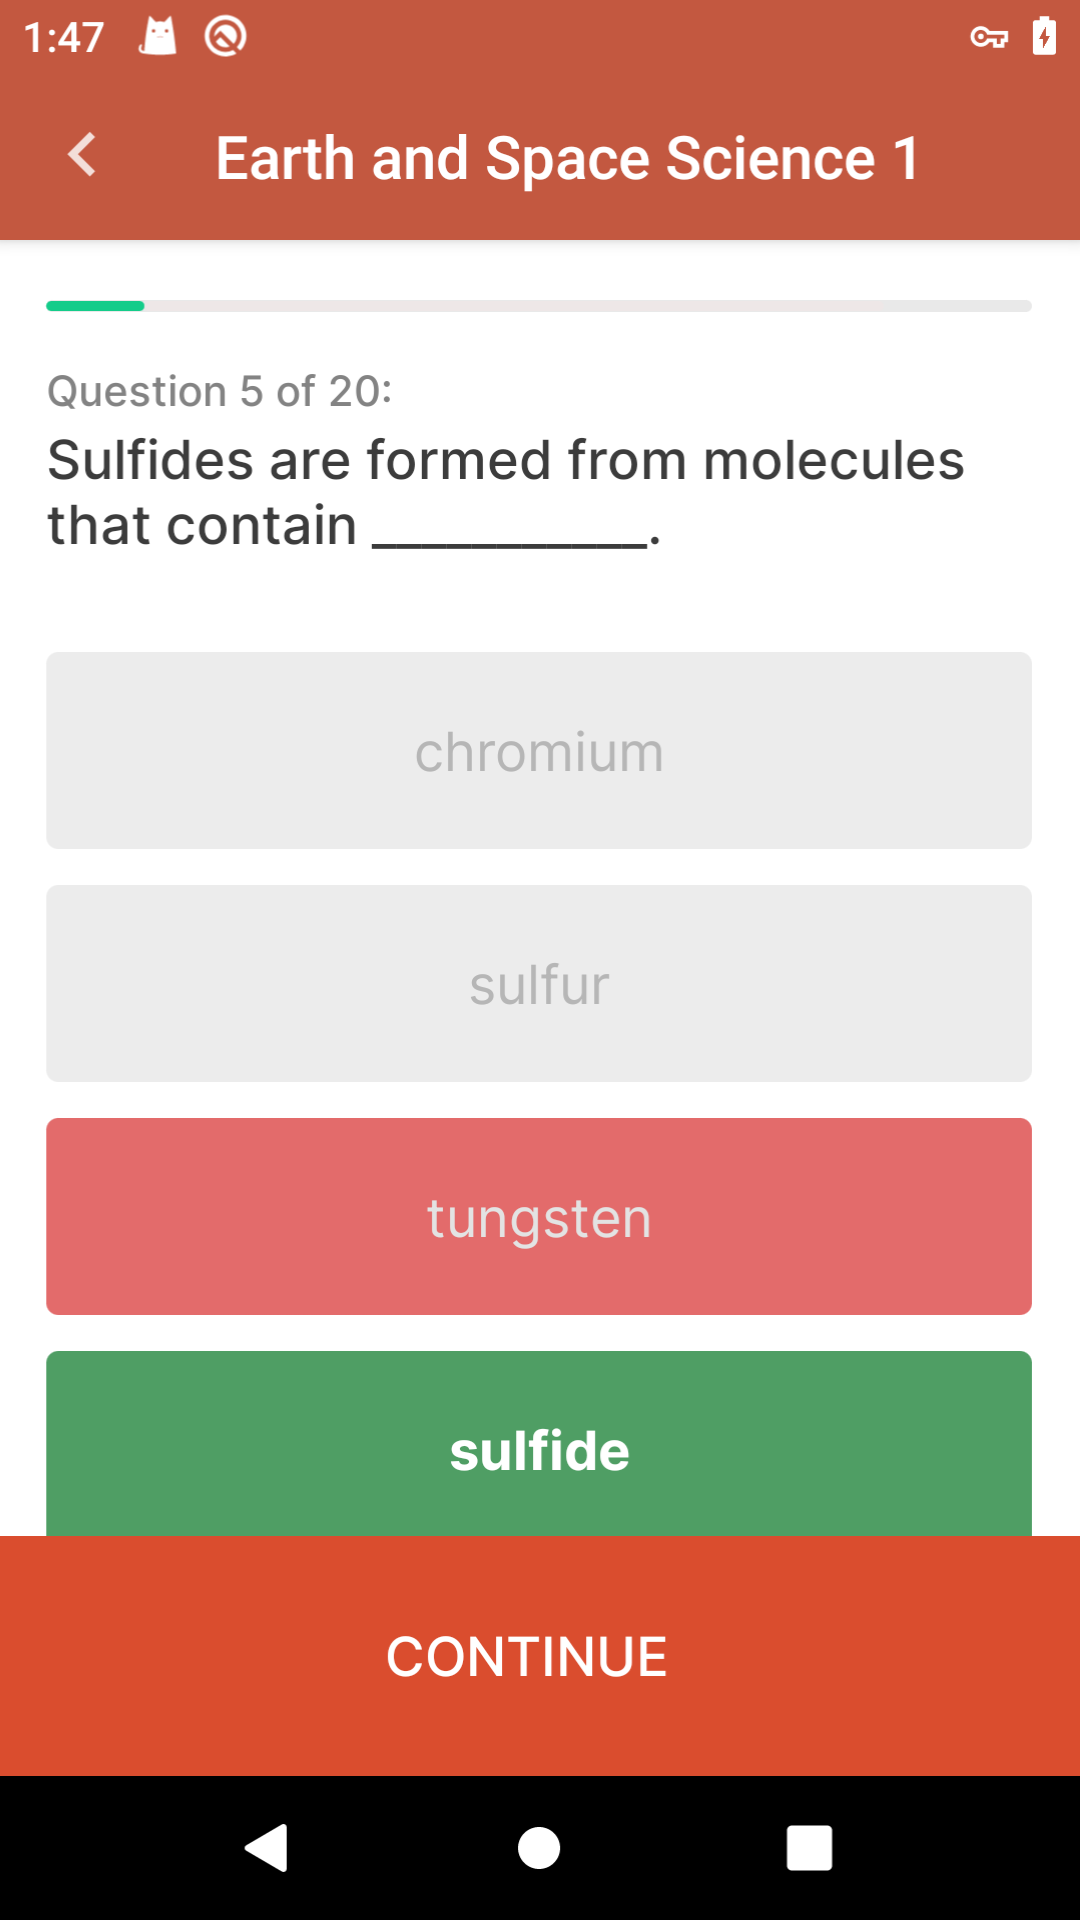 1:47
Earth and Space Science 1
Question 5 of 20:
Sulfides are formed from molecules
that contain ___________.
chromium
sulfur
tungsten
sulfide
CONTINUE